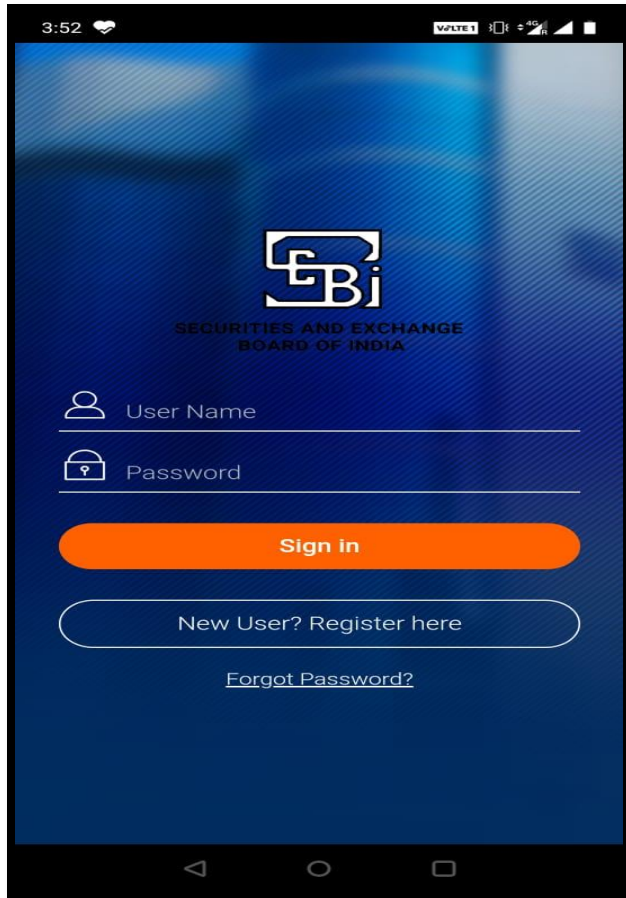 3:52
VoLTE 1 4G R
SEBi
SECURITIES AND EXCHANGE
BOARD OF INDIA
User Name
Password
Sign in
New User? Register here
Forgot Password?